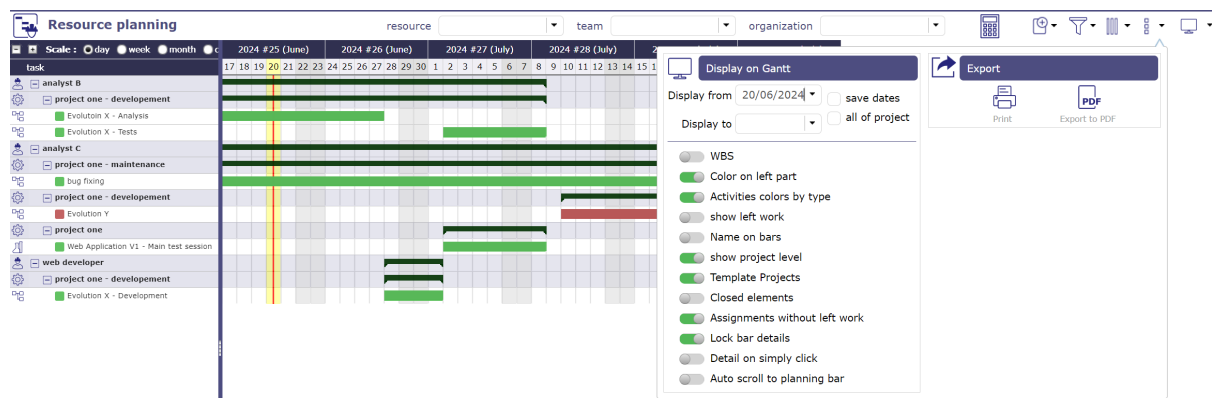 Resource planning
resource
team
organization
Scale : day week month
2024 #25 (June) 2024 #26 (June) 2024 #27 (July) 2024 #28 (July)
task
17 18 19 20 21 22 23 24 25 26 27 28 29 30 1 2 3 4 5 6 7 8 9 10 11 12 13 14 15
analyst B
project one - developement
Evolutoin X - Analysis
Evolution X - Tests
analyst C
project one - maintenance
bug fixing
project one - developement
Evolution Y
project one
Web Application V1 - Main test session
web developer
project one - developement
Evolution X - Development
Display on Gantt
Display from 20/06/2024
save dates
Display to
all of project
WBS
Color on left part
Activities colors by type
show left work
Name on bars
show project level
Template Projects
Closed elements
Assignments without left work
Lock bar details
Detail on simply click
Auto scroll to planning bar
Export
PDF
Print
Export to PDF